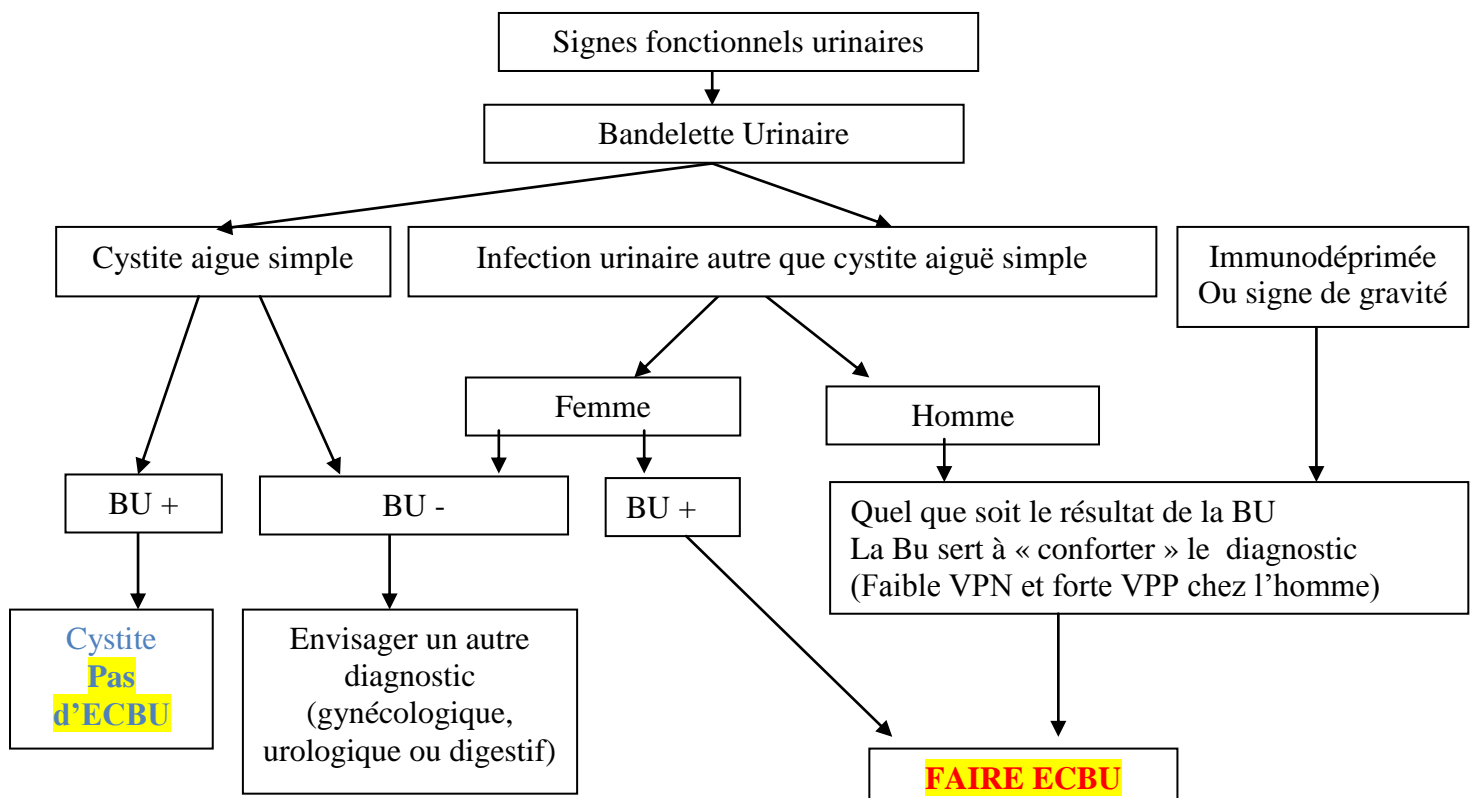 Signes fonctionnels urinaires
Bandelette Urinaire
Cystite aigue simple
Infection urinaire autre que cystite aiguë simple
Immunodéprimée
Ou signe de gravité
Femme
Homme
BU +
BU -
BU +
Quel que soit le résultat de la BU
La Bu sert à « conforter » le diagnostic
(Faible VPN et forte VPP chez l’homme)
Cystite
Pas
d’ECBU
Envisager un autre
diagnostic
(gynécologique,
urologique ou digestif)
FAIRE ECBU